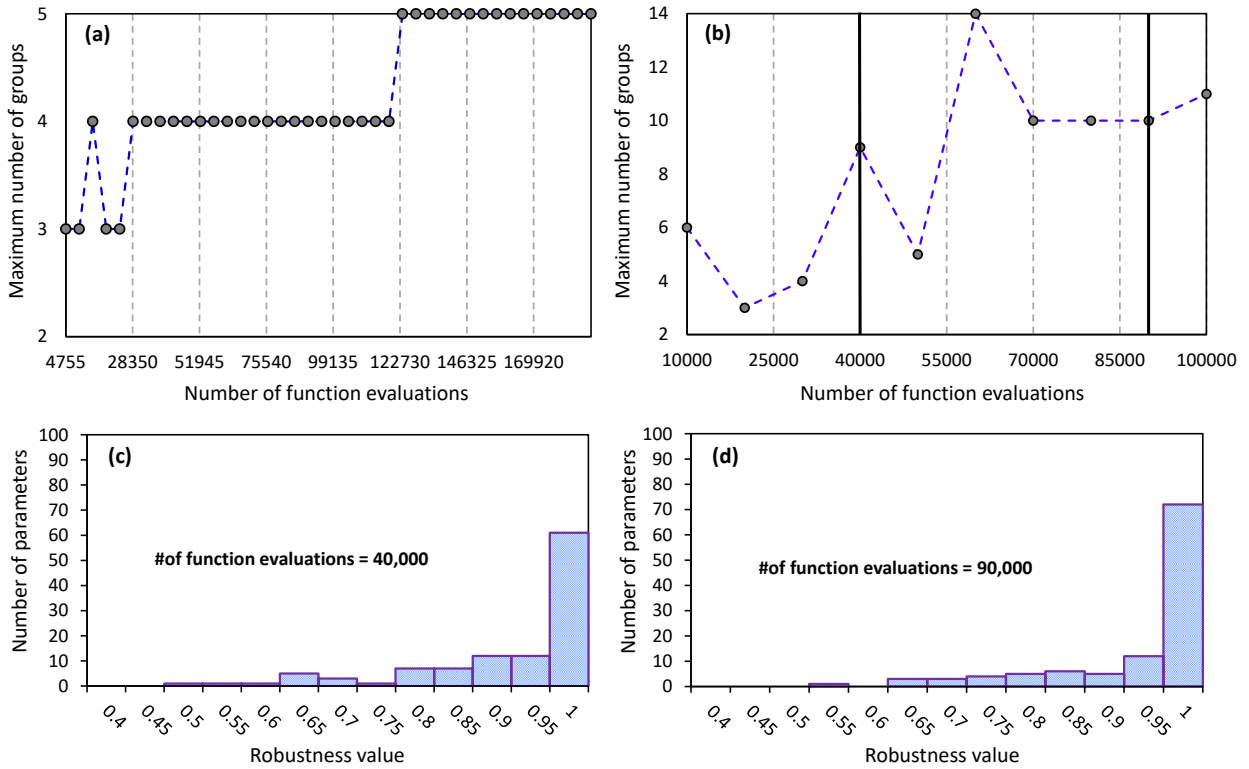 (a)
Maximum number of groups
5
4
3
2
4755 28350 51945 75540 99135 122730 146325 169920
Number of function evaluations
(b)
Maximum number of groups
14
12
10
8
6
4
2
10000 25000 40000 55000 70000 85000 100000
Number of function evaluations
(c)
Number of parameters
100
90
80
70
60
50
40
30
20
10
0
#of function evaluations = 40,000
0.4 0.45 0.5 0.55 0.6 0.65 0.7 0.75 0.8 0.85 0.9 0.95 1
Robustness value
(d)
Number of parameters
100
90
80
70
60
50
40
30
20
10
0
#of function evaluations = 90,000
0.4 0.45 0.5 0.55 0.6 0.65 0.7 0.75 0.8 0.85 0.9 0.95 1
Robustness value